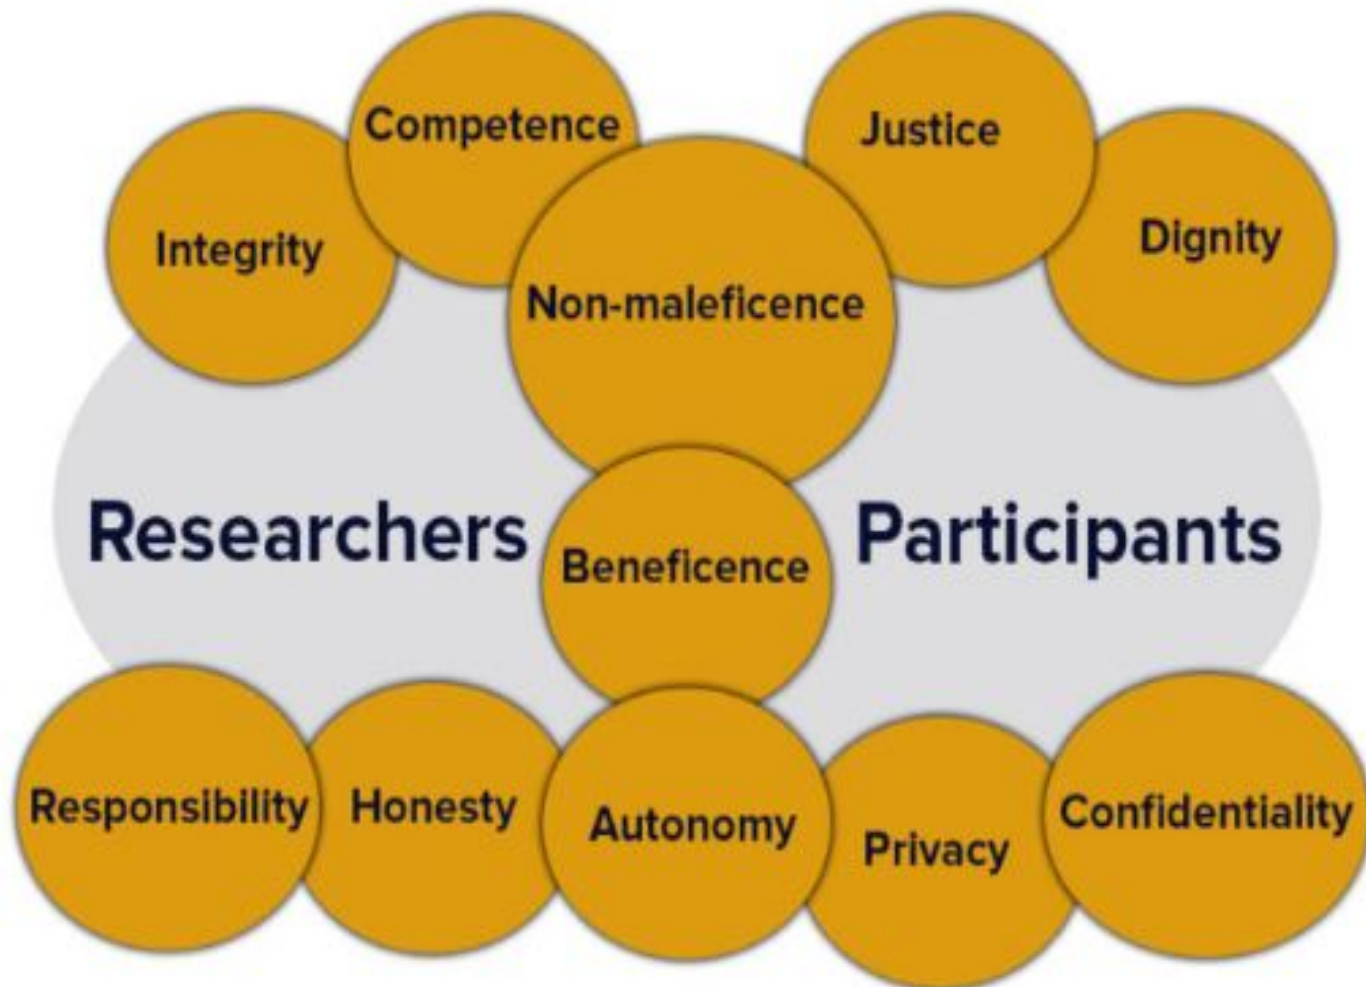 Competence
Justice
Integrity
Dignity
Non-maleficence
Researchers
Participants
Beneficence
Responsibility
Honesty
Autonomy
Privacy
Confidentiality